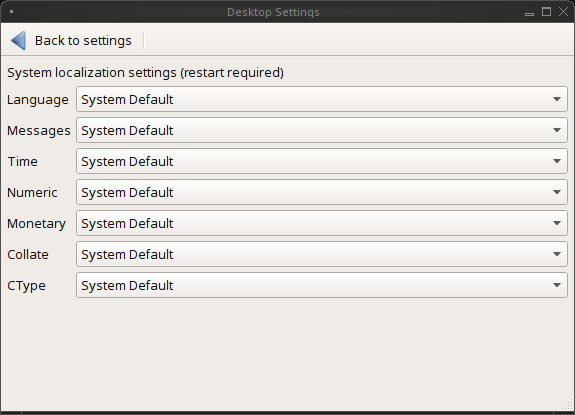 Desktop Settings
Back to settings
System localization settings (restart required)
Language System Default
Messages System Default
Time System Default
Numeric System Default
Monetary System Default
Collate System Default
CType System Default